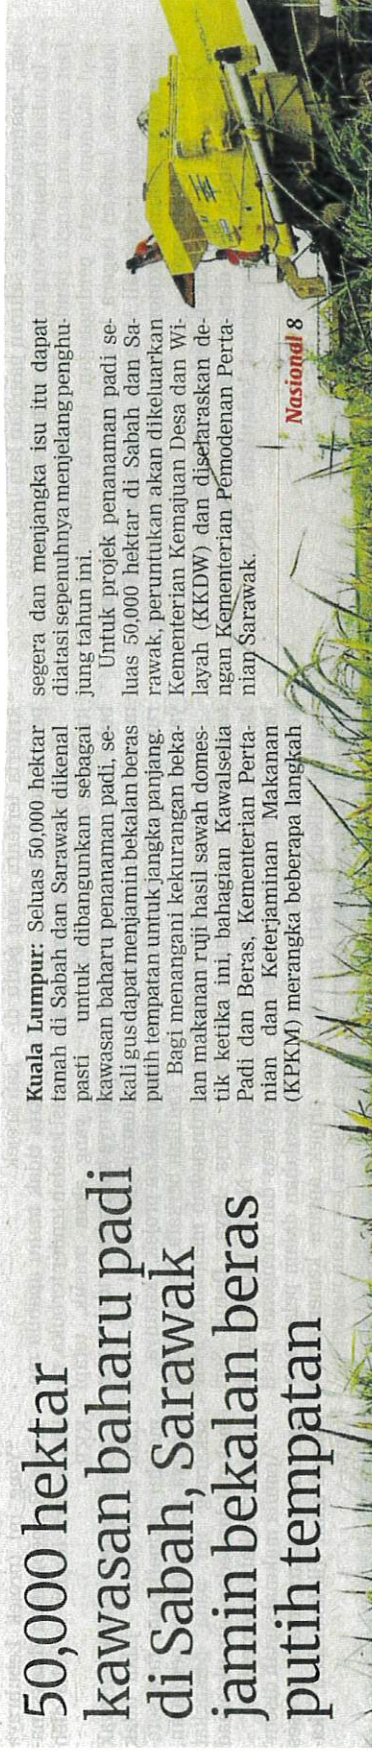 50,000 hektar
kawasan baharu padi
di Sabah, Sarawak
jamin bekalan beras
putih tempatan
Kuala Lumpur: Seluas 50,000 hektar
tanah di Sabah dan Sarawak dikenal
pasti untuk dibangunkan sebagai
kawasan baharu penanaman padi, se-
kali gus dapat menjamin bekalan beras
putih tempatan untuk jangka panjang.
Bagi menangani kekurangan beka-
lan makanan ruji hasil sawah domes-
tik ketika ini, bahagian Kawalselia
Padi dan Beras, Kementerian Perta-
nian dan Keterjaminan Makanan
(KPKM) merangka beberapa langkah
segera dan menjangka isu itu dapat
diatasi sepenuhnya menjelang penghu-
jung tahun ini.
Untuk projek penanaman padi se-
luas 50,000 hektar di Sabah dan Sa-
rawak, peruntukan akan dikeluarkan
Kementerian Kemajuan Desa dan Wi-
layah (KKDW) dan diselaraskan de-
ngan Kementerian Pemodenan Perta-
nian Sarawak.
Nasional 8